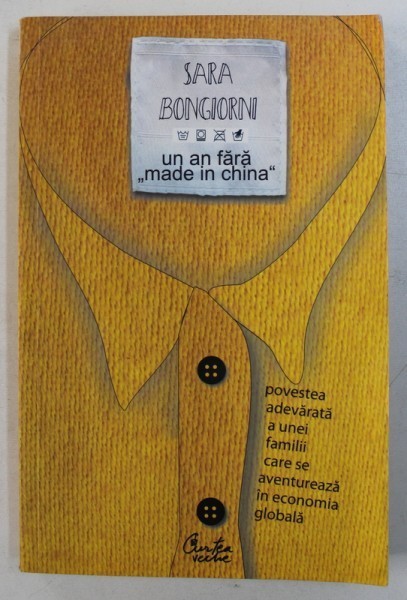 SARA
BONGIORNI
un an fără
„made in china“
povestea
adevărată
a unei
familii
care se
aventurează
în economia
globală
Curtea
veche